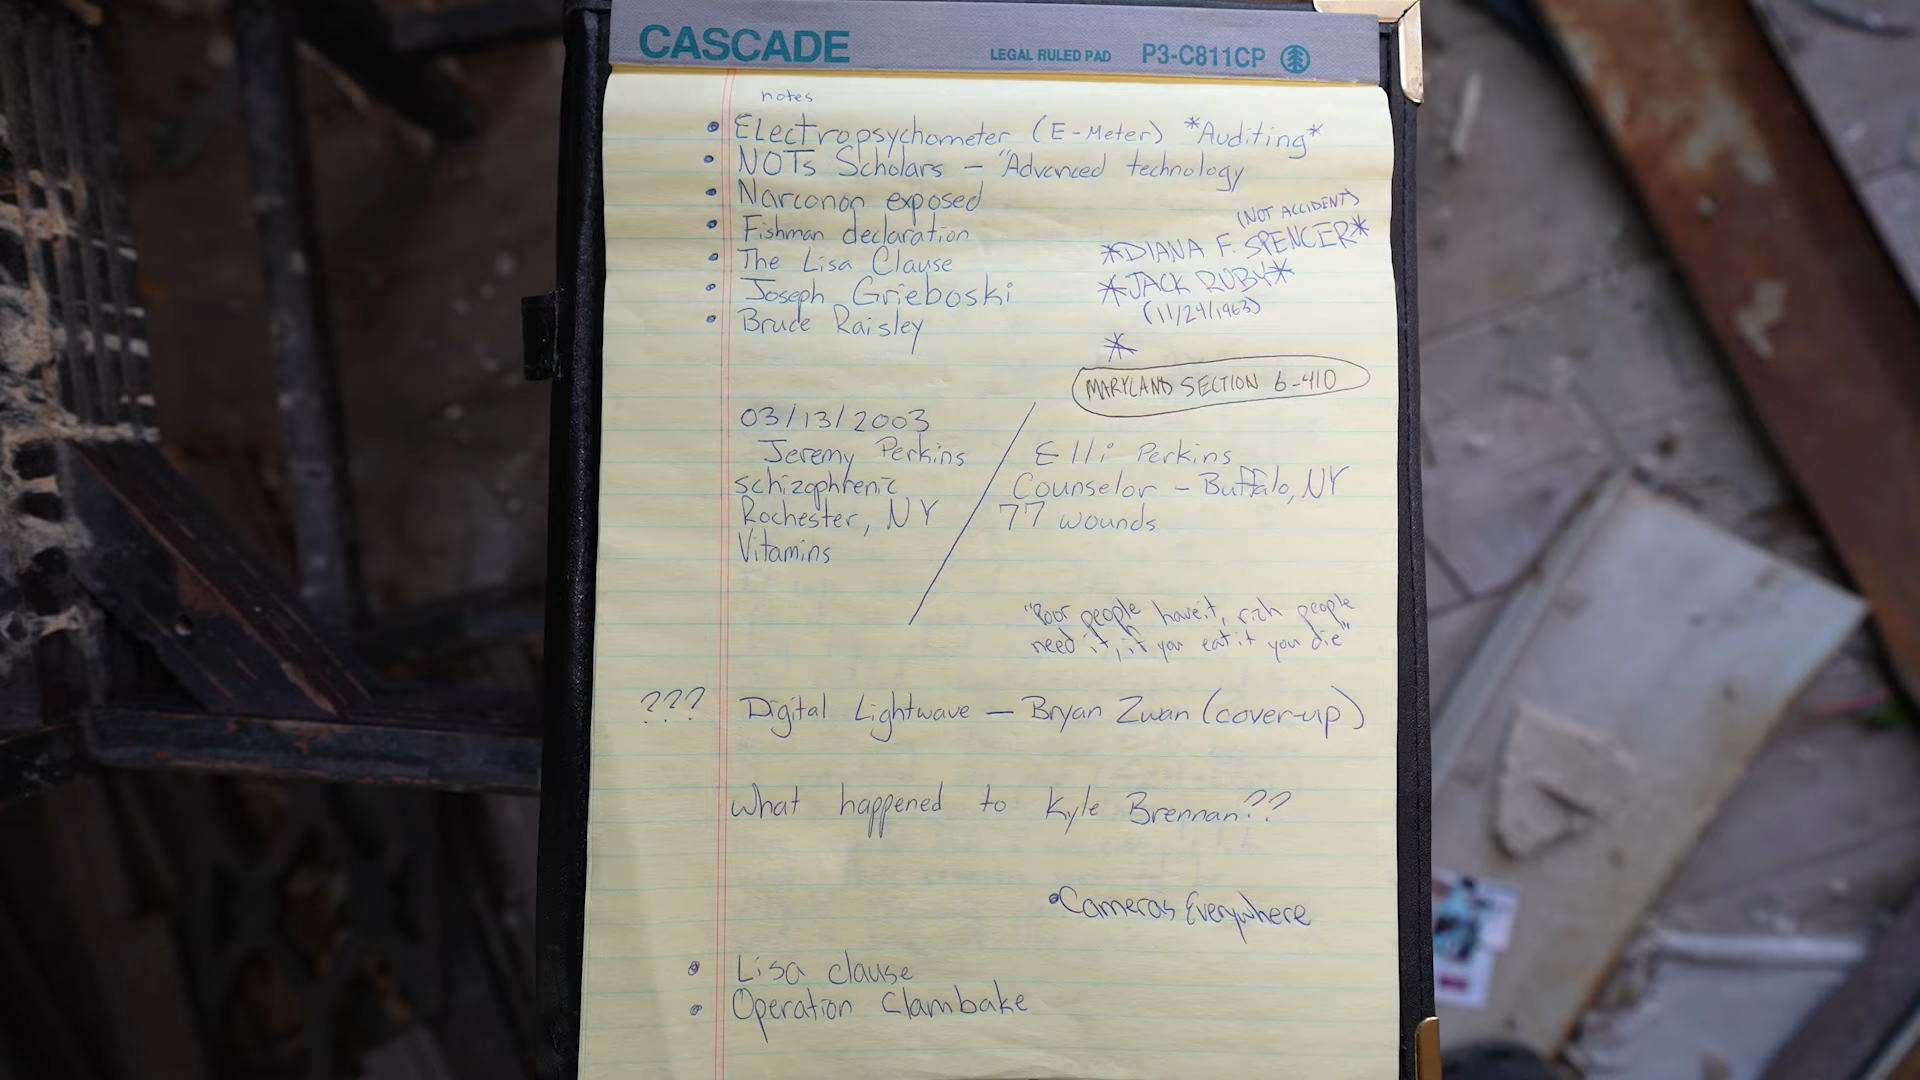 CASCADE LEGAL RULED PAD P3-C811CP
notes
• Electropsychometer (E-Meter) *Auditing*
• NOTs Scholars — "Advanced technology
• Narconon exposed
• Fishman declaration
• The Lisa Clause
• Joseph Grieboski
• Bruce Raisley
(NOT ACCIDENT)
*DIANA F. SPENCER*
*JACK RUBY*
(11/24/1963)
*
MARYLAND SECTION 6-410
03/13/2003
Jeremy Perkins
schizophrenic
Rochester, NY
Vitamins
Elli Perkins
Counselor – Buffalo, NY
77 wounds
"Poor people have it, rich people
need it, if you eat it you die"
??? Digital Lightwave — Bryan Zwan (cover-up)
What happened to Kyle Brennan??
•Cameras Everywhere
• Lisa clause
• Operation Clambake